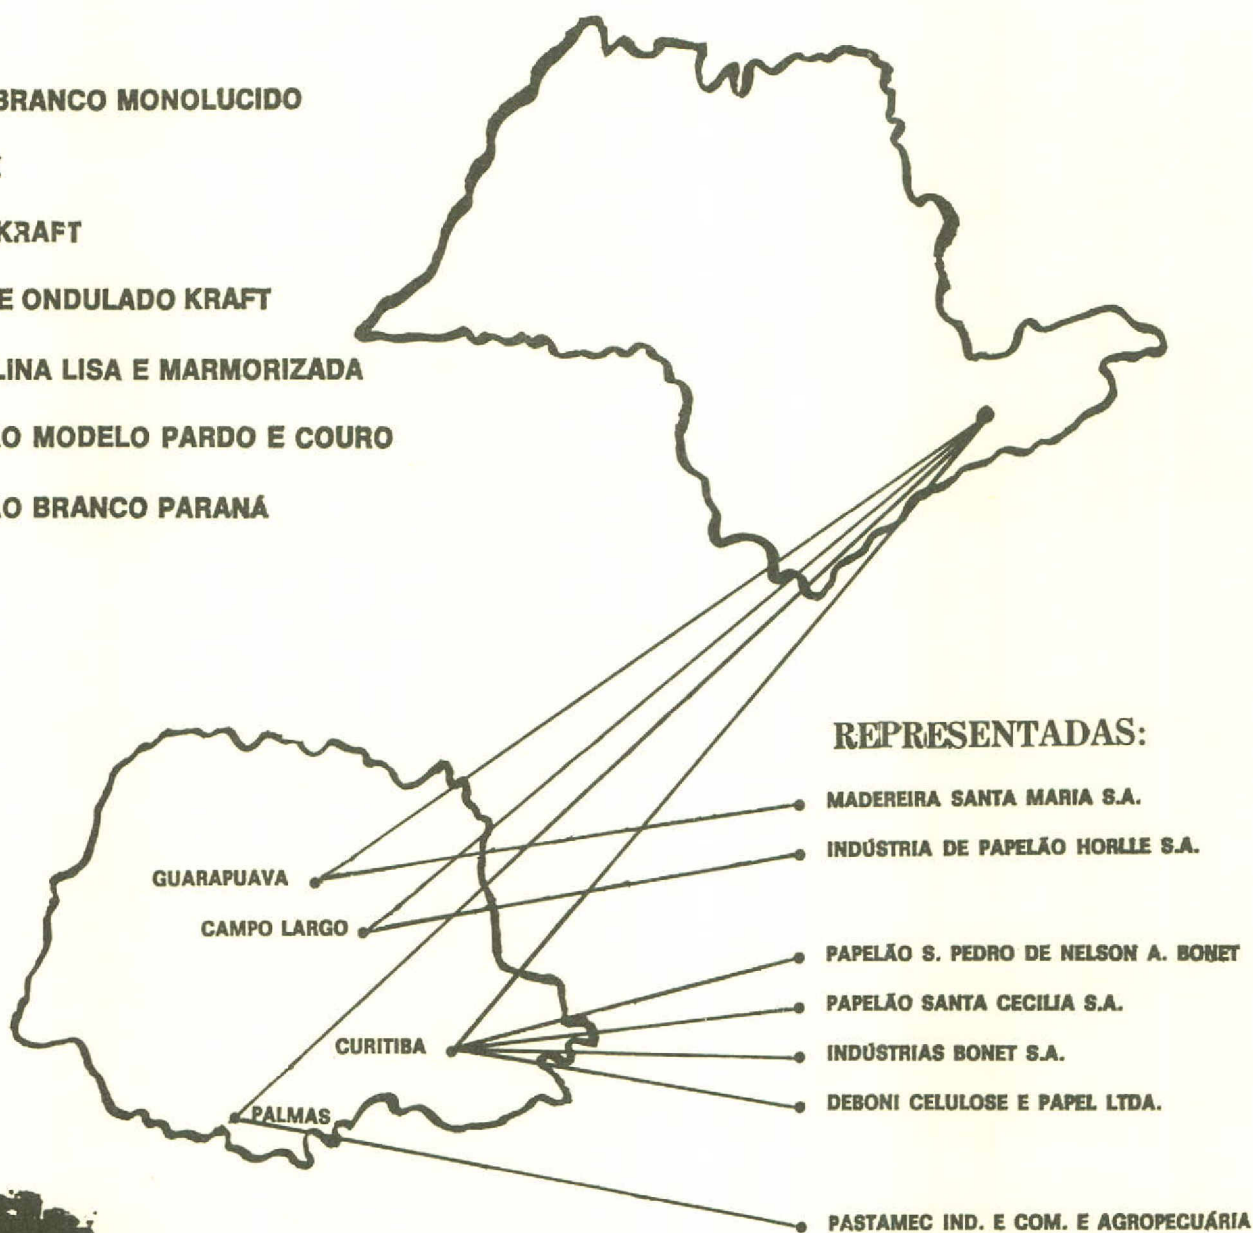 BRANCO MONOLUCIDO
KRAFT
E ONDULADO KRAFT
LINA LISA E MARMORIZADA
ÃO MODELO PARDO E COURO
ÃO BRANCO PARANÁ
REPRESENTADAS:
MADEREIRA SANTA MARIA S.A.
INDÚSTRIA DE PAPELÃO HORLLE S.A.
GUARAPUAVA
CAMPO LARGO
PAPELÃO S. PEDRO DE NELSON A. BONET
PAPELÃO SANTA CECILIA S.A.
CURITIBA
INDÚSTRIAS BONET S.A.
DEBONI CELULOSE E PAPEL LTDA.
PALMAS
PASTAMEC IND. E COM. E AGROPECUÁRIA